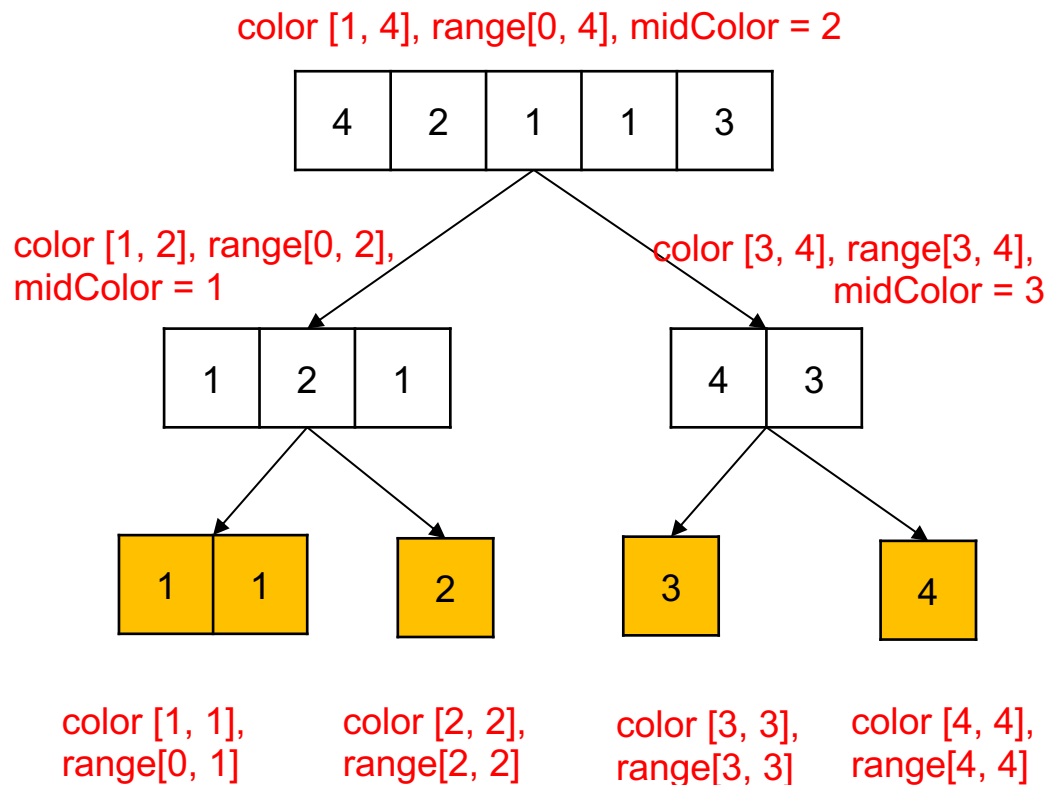 color [1, 4], range[0, 4], midColor = 2
4 2 1 1 3
color [1, 2], range[0, 2],
midColor = 1
color [3, 4], range[3, 4],
midColor = 3
1 2 1
4 3
1 1
2
3
4
color [1, 1],
range[0, 1]
color [2, 2],
range[2, 2]
color [3, 3],
range[3, 3]
color [4, 4],
range[4, 4]